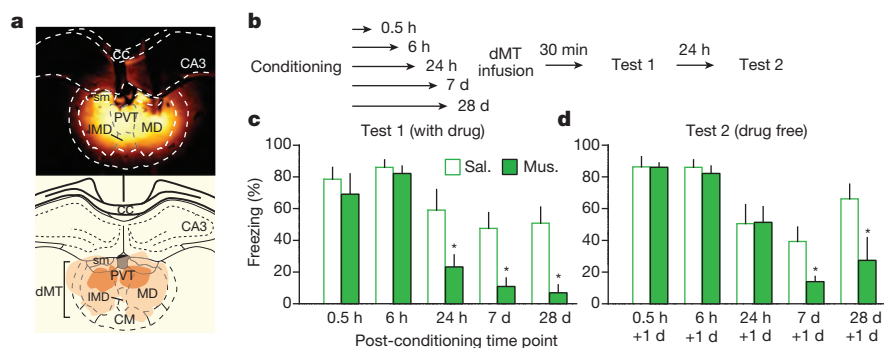 a
CC
CA3
sm
PVT
IMD
MD
CC
CA3
sm
PVT
dMT
IMD
MD
CM
b
0.5 h
6 h
Conditioning
24 h
7 d
28 d
dMT
infusion
30 min
Test 1
24 h
Test 2
c
Test 1 (with drug)
Freezing (%)
100
80
60
40
20
0
Sal.
Mus.
*
*
*
0.5 h
6 h
24 h
7 d
28 d
d
Test 2 (drug free)
100
80
60
40
20
0
*
*
0.5 h
+1 d
6 h
+1 d
24 h
+1 d
7 d
+1 d
28 d
+1 d
Post-conditioning time point